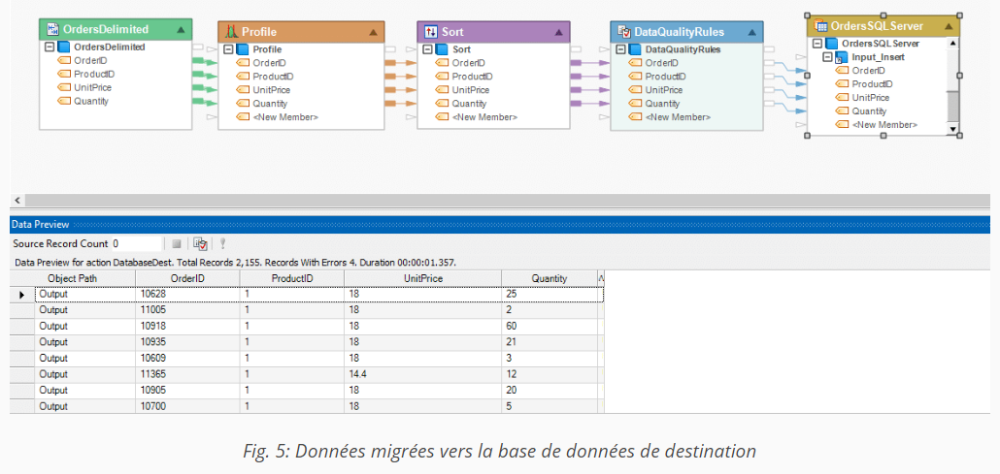 OrdersDelimited
OrdersDelimited
OrderID
ProductID
UnitPrice
Quantity
Profile
Profile
OrderID
ProductID
UnitPrice
Quantity
<New Member>
Sort
Sort
OrderID
ProductID
UnitPrice
Quantity
<New Member>
DataQualityRules
DataQualityRules
OrderID
ProductID
UnitPrice
Quantity
<New Member>
OrdersSQLServer
OrdersSQLServer
Input_Insert
OrderID
ProductID
UnitPrice
Quantity
<New Member>
Data Preview
Source Record Count 0
Data Preview for action DatabaseDest. Total Records 2,155. Records With Errors 4. Duration 00:00:01.357.
Object Path OrderID ProductID UnitPrice Quantity
Output 10628 1 18 25
Output 11005 1 18 2
Output 10918 1 18 60
Output 10935 1 18 21
Output 10609 1 18 3
Output 11365 1 14.4 12
Output 10905 1 18 20
Output 10700 1 18 5
Fig. 5: Données migrées vers la base de données de destination